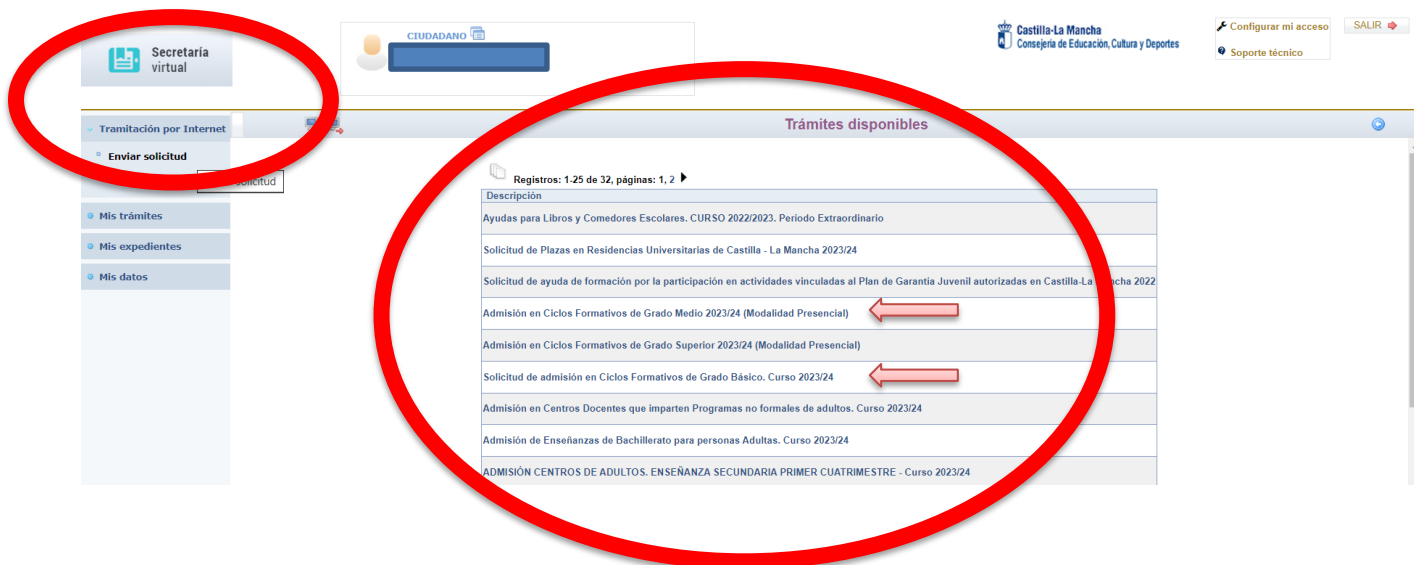 Secretaría
virtual
CIUDADANO
Castilla-La Mancha
Consejería de Educación, Cultura y Deportes
Configurar mi acceso
Soporte técnico
SALIR
Tramitación por Internet
Enviar solicitud
solicitud
Mis trámites
Mis expedientes
Mis datos
Trámites disponibles
Registros: 1-25 de 32, páginas: 1, 2
Descripción
Ayudas para Libros y Comedores Escolares. CURSO 2022/2023. Periodo Extraordinario
Solicitud de Plazas en Residencias Universitarias de Castilla - La Mancha 2023/24
Solicitud de ayuda de formación por la participación en actividades vinculadas al Plan de Garantía Juvenil autorizadas en Castilla-La Mancha 2022
Admisión en Ciclos Formativos de Grado Medio 2023/24 (Modalidad Presencial)
Admisión en Ciclos Formativos de Grado Superior 2023/24 (Modalidad Presencial)
Solicitud de admisión en Ciclos Formativos de Grado Básico. Curso 2023/24
Admisión en Centros Docentes que imparten Programas no formales de adultos. Curso 2023/24
Admisión de Enseñanzas de Bachillerato para personas Adultas. Curso 2023/24
ADMISIÓN CENTROS DE ADULTOS. ENSEÑANZA SECUNDARIA PRIMER CUATRIMESTRE - Curso 2023/24